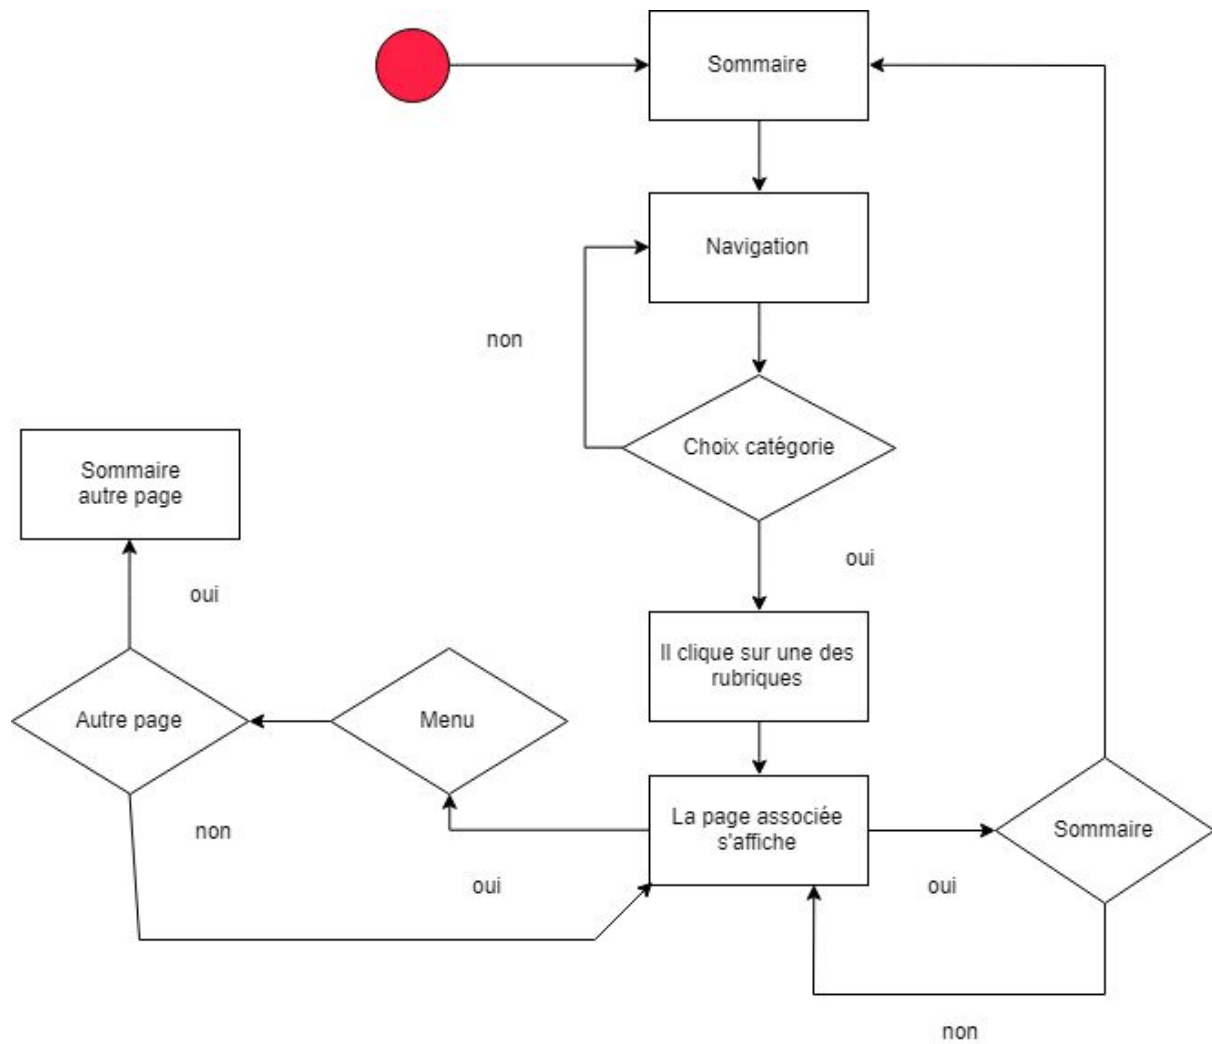 Sommaire
Navigation
non
Choix catégorie
Sommaire
autre page
oui
oui
Il clique sur une des
rubriques
Autre page
Menu
La page associée
s'affiche
Sommaire
non
oui
oui
non